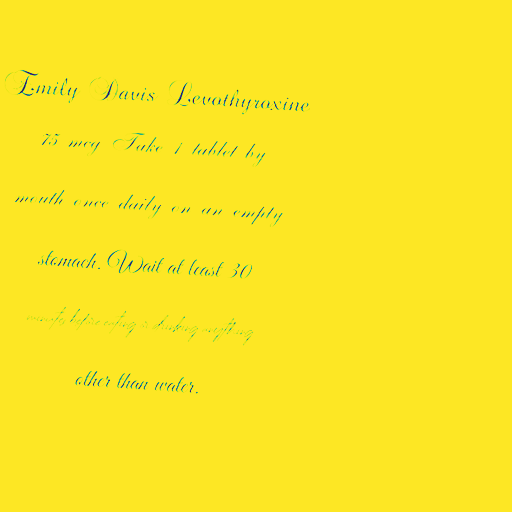 Emily Davis Levothyroxine
75 mcg Take 1 tablet by
mouth once daily on an empty
stomach. Wait at least 30
minutes before eating or drinking anything
other than water.